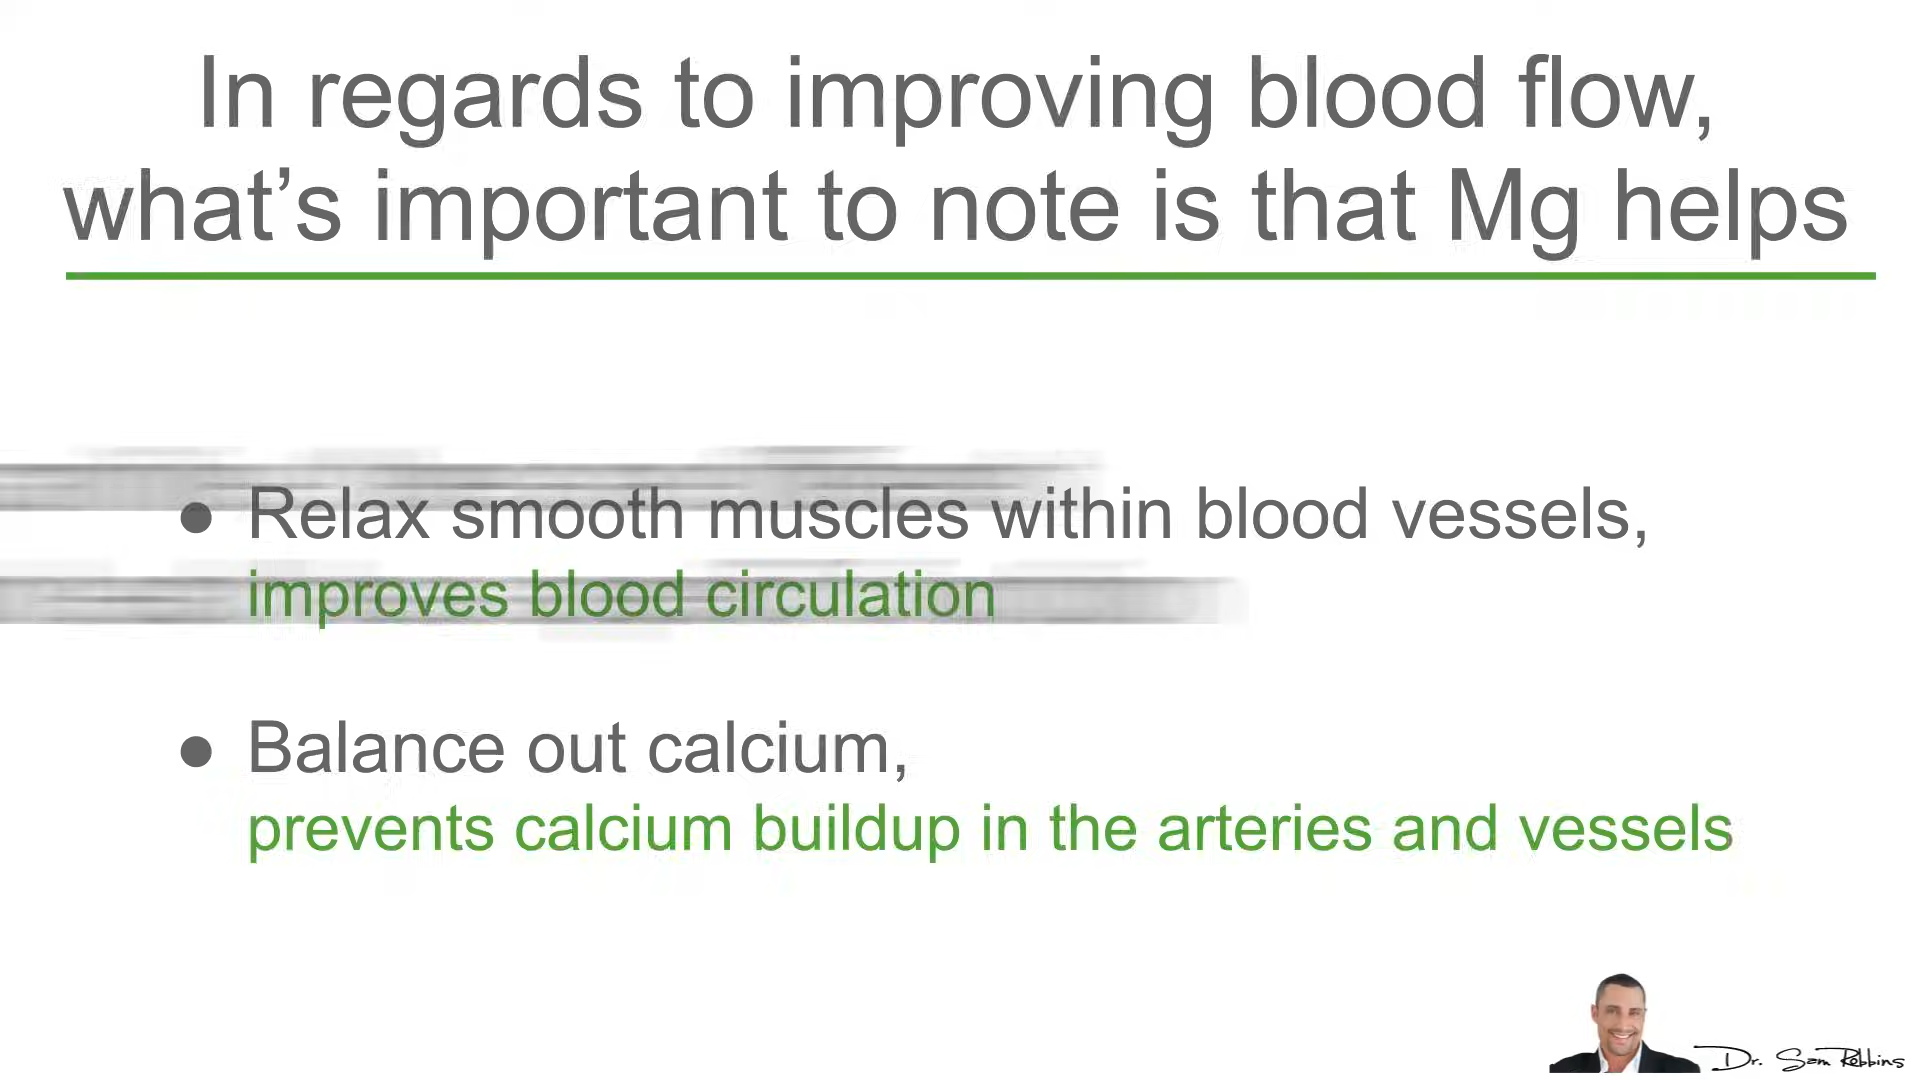 In regards to improving blood flow,
what’s important to note is that Mg helps
● Relax smooth muscles within blood vessels,
improves blood circulation
● Balance out calcium,
prevents calcium buildup in the arteries and vessels
Dr. Sam Robbins